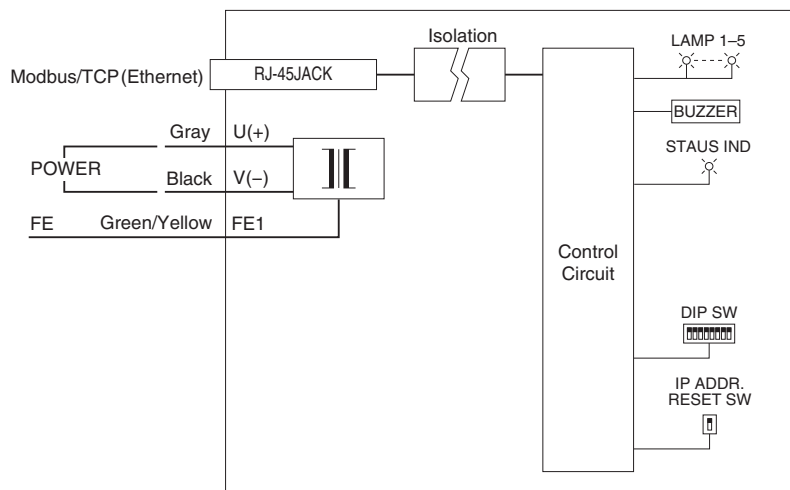 Isolation
LAMP 1–5
Modbus/TCP (Ethernet)
RJ-45JACK
BUZZER
Gray
U(+)
POWER
STAUS IND
Black
V(–)
FE
Green/Yellow
FE1
Control
Circuit
DIP SW
IP ADDR.
RESET SW